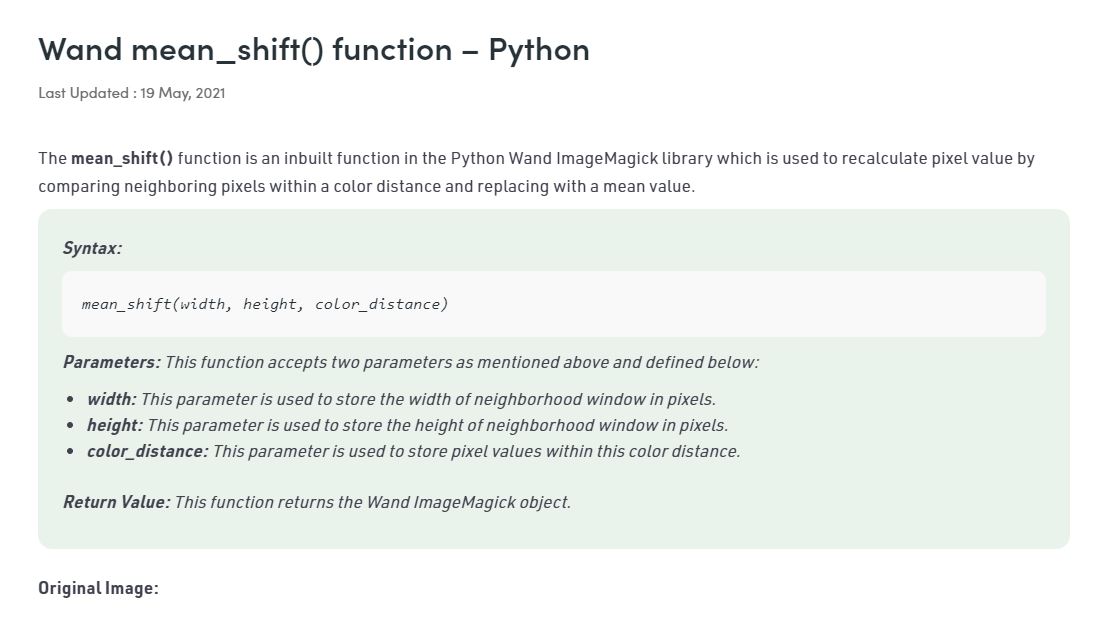 Wand mean_shift() function – Python
Last Updated : 19 May, 2021
The mean_shift() function is an inbuilt function in the Python Wand ImageMagick library which is used to recalculate pixel value by
comparing neighboring pixels within a color distance and replacing with a mean value.
Syntax:
mean_shift(width, height, color_distance)
Parameters: This function accepts two parameters as mentioned above and defined below:
• width: This parameter is used to store the width of neighborhood window in pixels.
• height: This parameter is used to store the height of neighborhood window in pixels.
• color_distance: This parameter is used to store pixel values within this color distance.
Return Value: This function returns the Wand ImageMagick object.
Original Image: